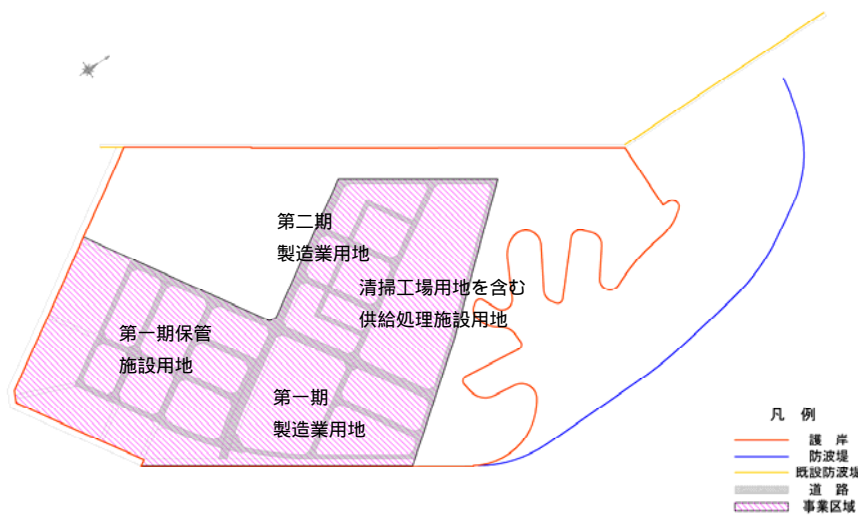 第二期
製造業用地
清掃工場用地を含む
供給処理施設用地
第一期保管
施設用地
第一期
製造業用地
凡 例
護 岸
防波堤
既設防波堤
道 路
事業区域